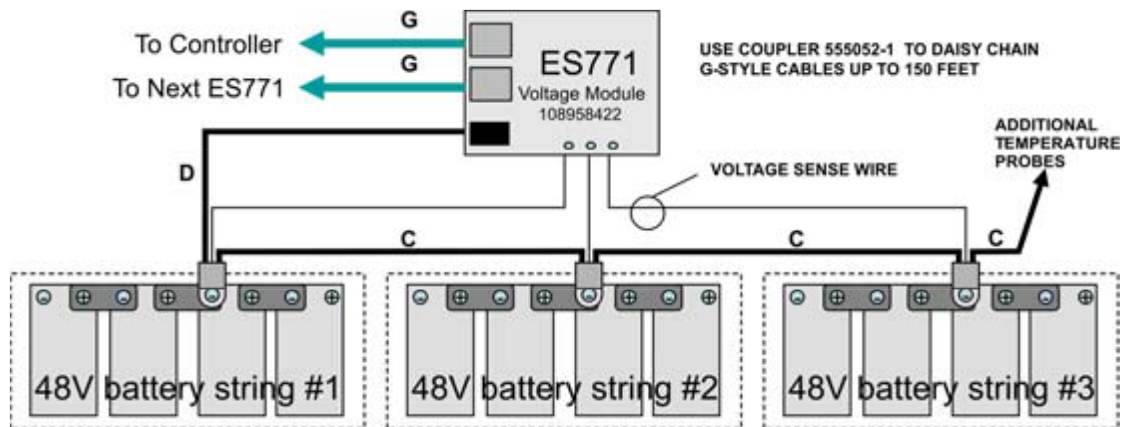 G
To Controller
G
To Next ES771
ES771
Voltage Module
108958422
USE COUPLER 555052-1 TO DAISY CHAIN
G-STYLE CABLES UP TO 150 FEET
ADDITIONAL
TEMPERATURE
PROBES
D
VOLTAGE SENSE WIRE
C
C
C
48V battery string #1
48V battery string #2
48V battery string #3